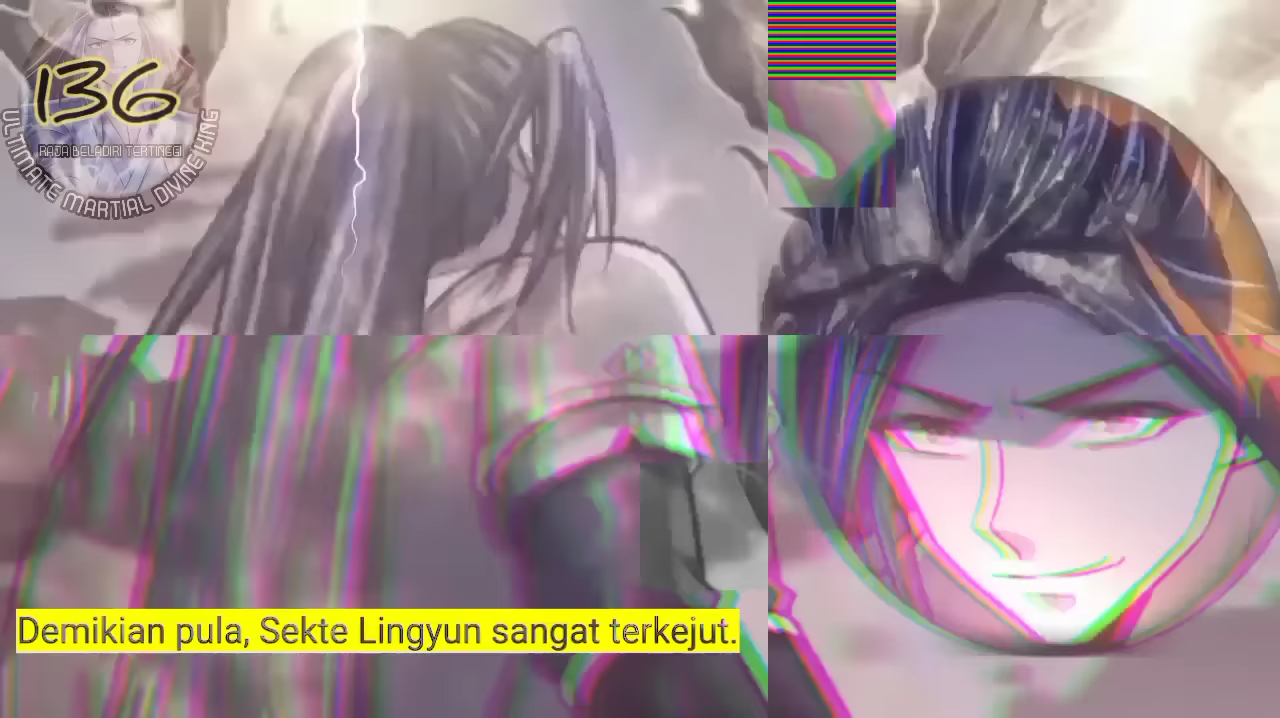 136
RAJA BELADIRI TERTINGGI
ULTIMATE MARTIAL DIVINE KING
Demikian pula, Sekte Lingyun sangat terkejut.